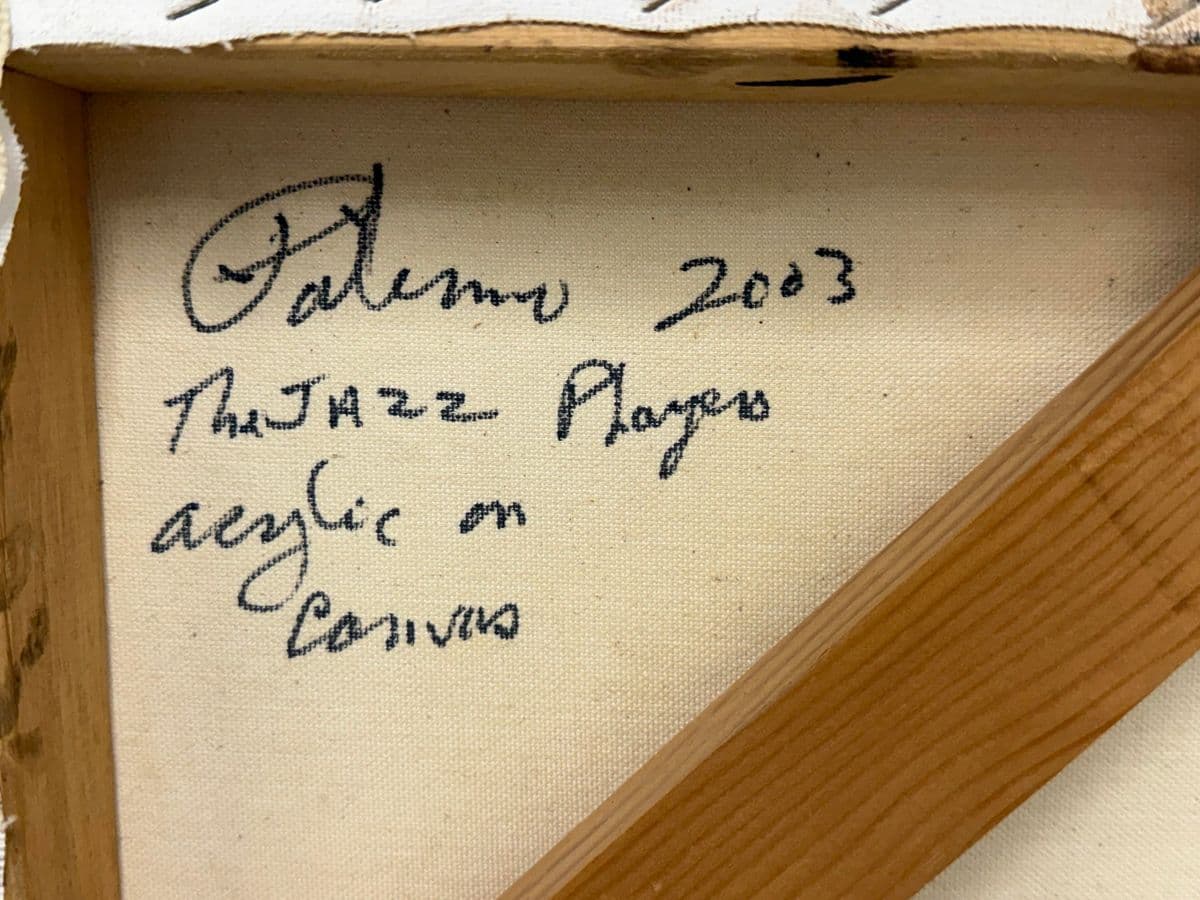 Palermo 2003
The JAZZ Players
acrylic on
Canvas